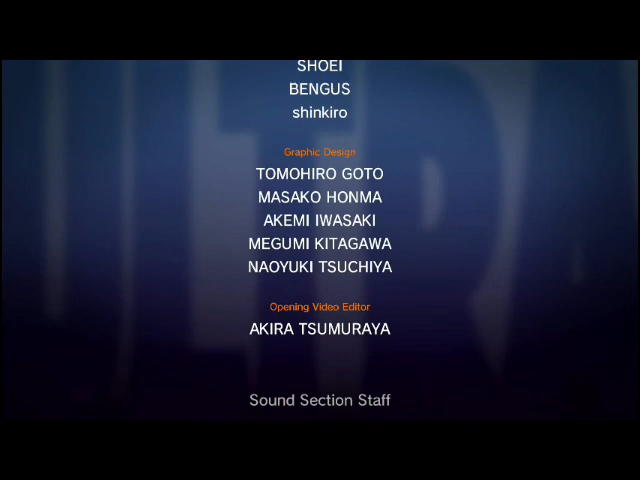 SHOEI
BENGUS
shinkiro
Graphic Design
TOMOHIRO GOTO
MASAKO HONMA
AKEMI IWASAKI
MEGUMI KITAGAWA
NAOYUKI TSUCHIYA
Opening Video Editor
AKIRA TSUMURAYA
Sound Section Staff